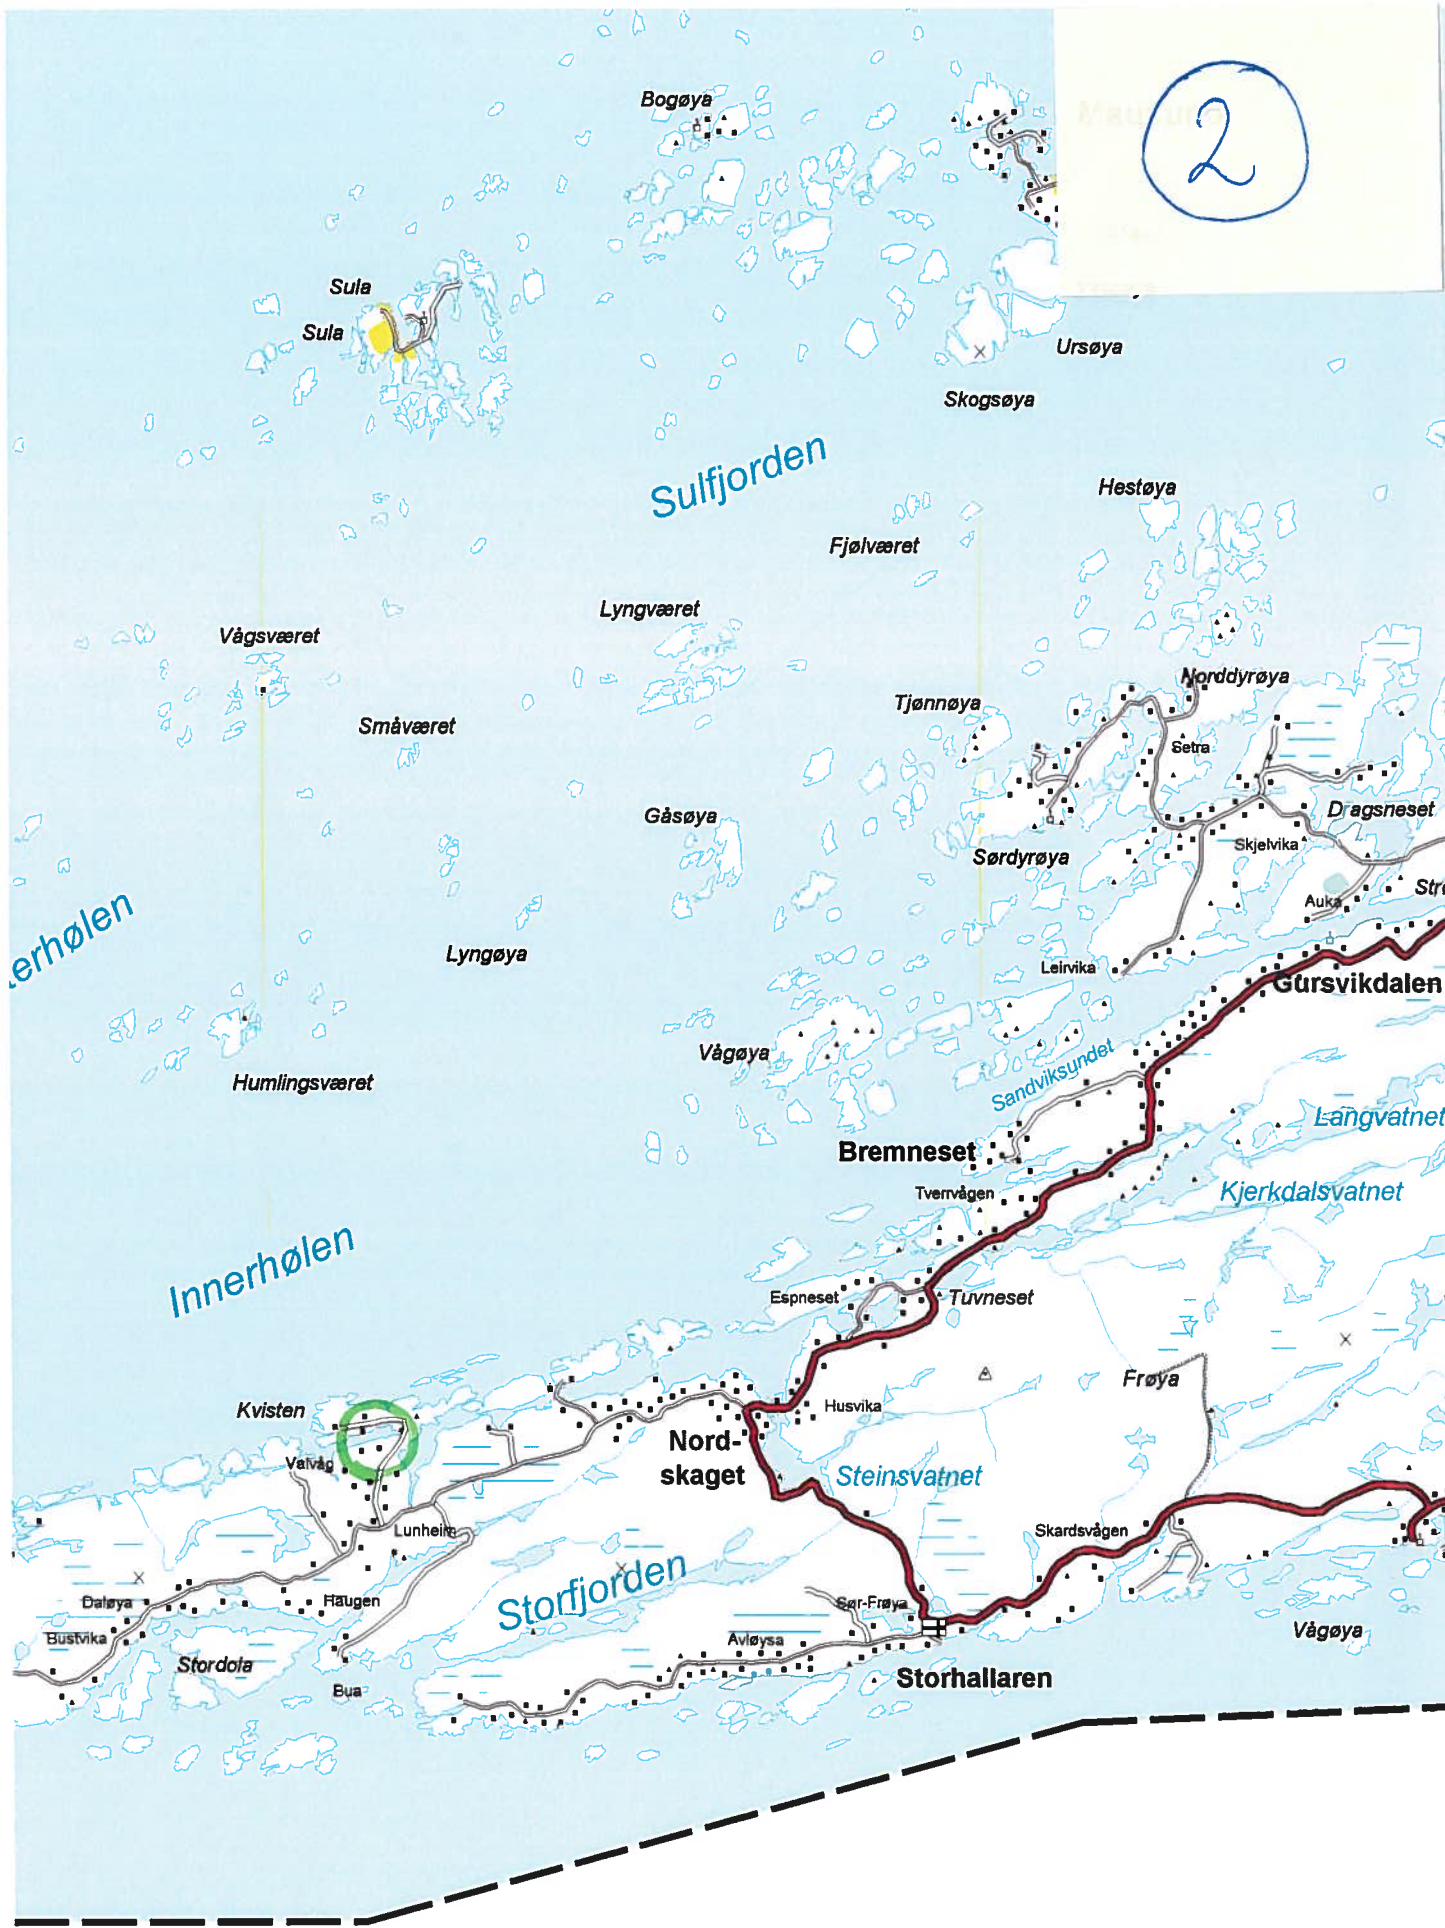 Bogøya
2
Sula
Sula
Ursøya
Skogsøya
Sulfjorden
Hestøya
Fjølværet
Lyngværet
Vågsværet
Norddyrøya
Tjønnøya
Småværet
Setra
Gåsøya
Dragsneset
Skjelvika
Sørdyrøya
Auka
terhølen
Lyngøya
Leirvika
Gursvikdalen
Vågøya
Humlingsværet
Sandviksundet
Langvatnet
Bremneset
Tverrvågen
Kjerkdalsvatnet
Innerhølen
Espneset
Tuvneset
Frøya
Kvisten
Husvika
Nord-
skaget
Valvåg
Steinsvatnet
Lunheim
Skardsvågen
Storfjorden
Daløya
Haugen
Sør-Frøya
Bustvika
Avløysa
Vågøya
Stordola
Storhallaren
Bua